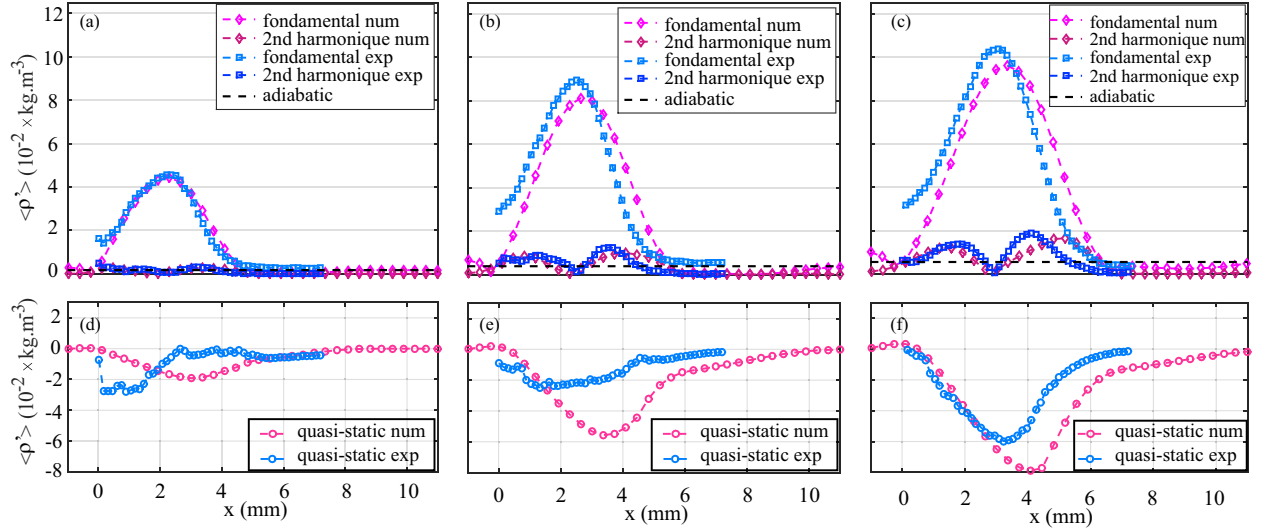 (a)
fondamental num
2nd harmonique num
fondamental exp
2nd harmonique exp
adiabatic
12
10
8
6
4
2
0
<ρ'> (10⁻² × kg.m⁻³)
(b)
fondamental num
2nd harmonique num
fondamental exp
2nd harmonique exp
adiabatic
(c)
fondamental num
2nd harmonique num
fondamental exp
2nd harmonique exp
adiabatic
(d)
2
0
-2
-4
-6
-8
<ρ'> (10⁻² × kg.m⁻³)
quasi-static num
quasi-static exp
0 2 4 6 8 10
x (mm)
(e)
quasi-static num
quasi-static exp
0 2 4 6 8 10
x (mm)
(f)
quasi-static num
quasi-static exp
0 2 4 6 8 10
x (mm)